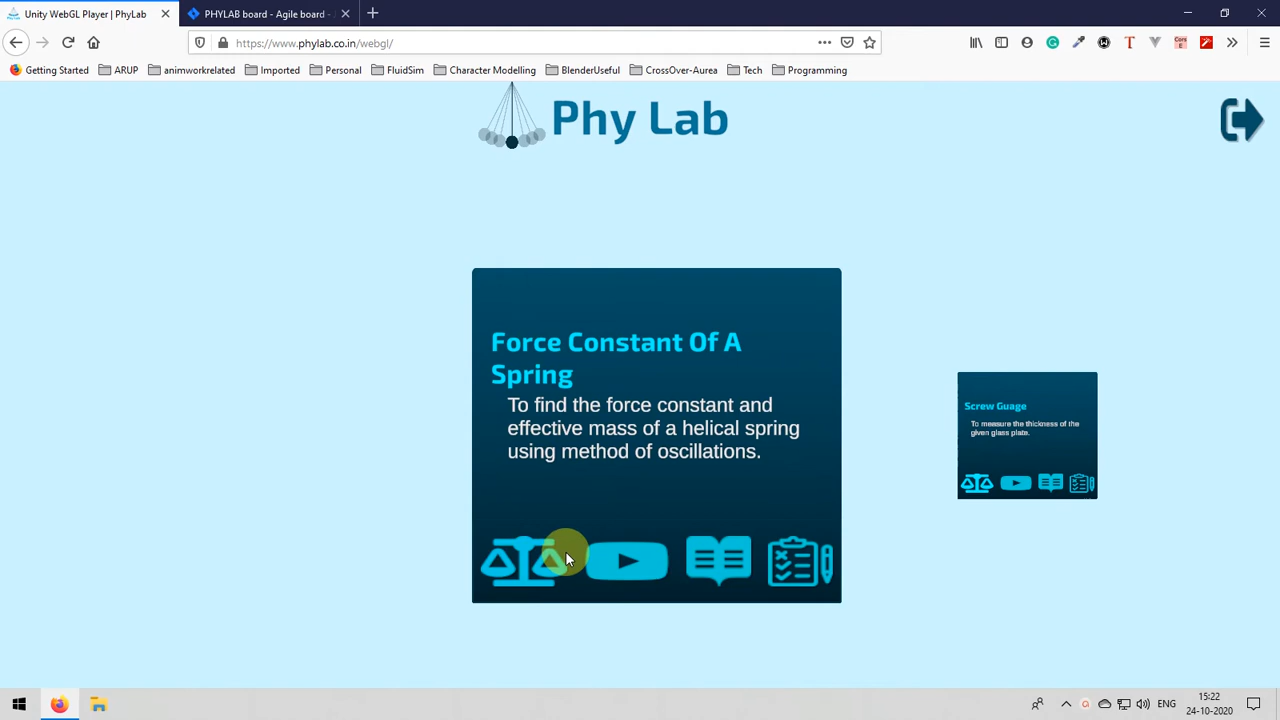 Unity WebGL Player | PhyLab
PHYLAB board - Agile board -
https://www.phylab.co.in/webgl/
Getting Started
ARUP
animworkrelated
Imported
Personal
FluidSim
Character Modelling
BlenderUseful
CrossOver-Aurea
Tech
Programming
Phy Lab
Force Constant Of A
Spring
To find the force constant and
effective mass of a helical spring
using method of oscillations.
Screw Guage
To measure the thickness of the
given glass plate.
ENG
15:22
24-10-2020